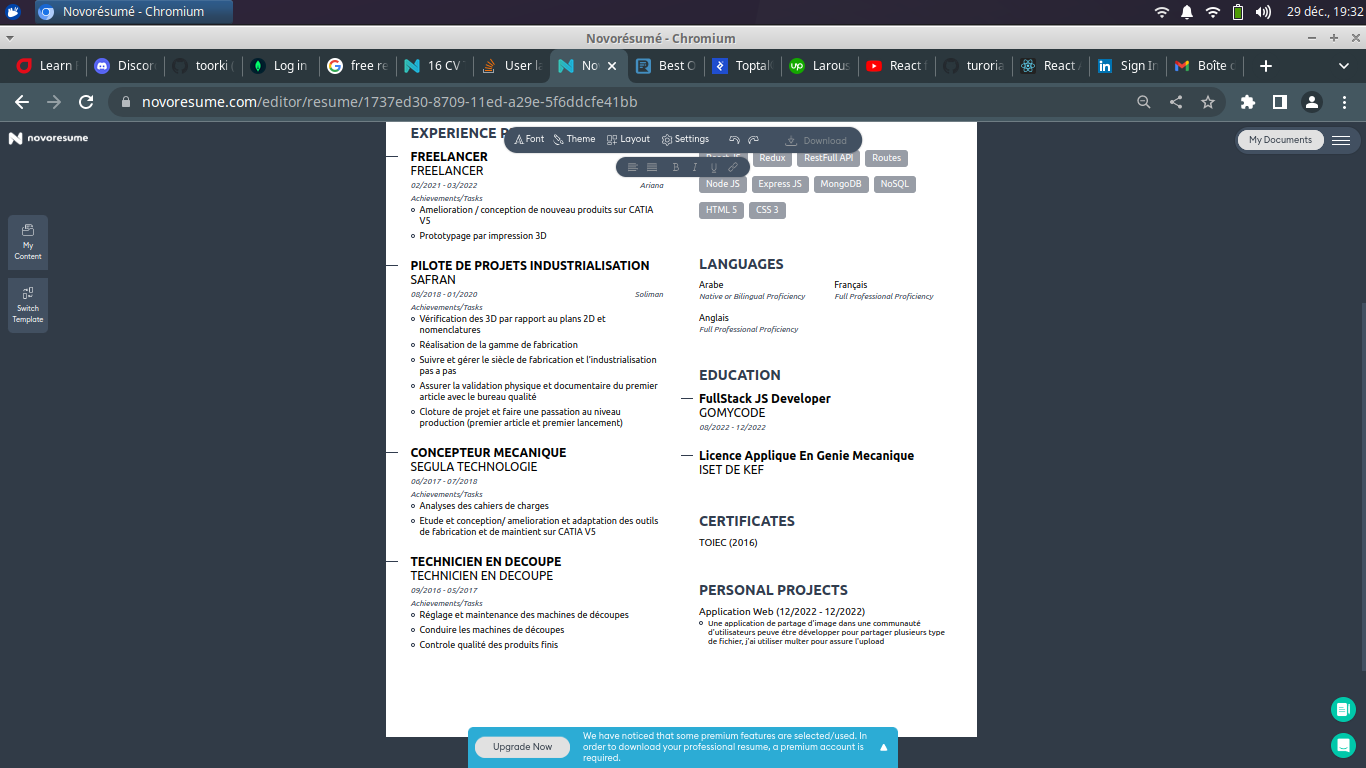 Novorésumé - Chromium
29 déc., 19:32
Novorésumé - Chromium
Learn
Discor
toorki (
Log in
free re
16 CV
User la
No
Best O
Toptal
Larous
React f
turoria
React
Sign In
Boîte d
novoresume.com/editor/resume/1737ed30-8709-11ed-a29e-5f6ddcfe41bb
novoresume
Font
Theme
Layout
Settings
Download
My Documents
B
I
U
My
Content
Switch
Template
EXPERIENCE P
FREELANCER
FREELANCER
02/2021 - 03/2022
Ariana
Achievements/Tasks
Amelioration / conception de nouveau produits sur CATIA
V5
Prototypage par impression 3D
PILOTE DE PROJETS INDUSTRIALISATION
SAFRAN
08/2018 - 01/2020
Soliman
Achievements/Tasks
Vérification des 3D par rapport au plans 2D et
nomenclatures
Réalisation de la gamme de fabrication
Suivre et gérer le siècle de fabrication et l'industrialisation
pas a pas
Assurer la validation physique et documentaire du premier
article avec le bureau qualité
Cloture de projet et faire une passation au niveau
production (premier article et premier lancement)
CONCEPTEUR MECANIQUE
SEGULA TECHNOLOGIE
06/2017 - 07/2018
Achievements/Tasks
Analyses des cahiers de charges
Etude et conception/ amelioration et adaptation des outils
de fabrication et de maintient sur CATIA V5
TECHNICIEN EN DECOUPE
TECHNICIEN EN DECOUPE
09/2016 - 05/2017
Achievements/Tasks
Réglage et maintenance des machines de découpes
Conduire les machines de découpes
Controle qualité des produits finis
React JS
Redux
RestFull API
Routes
Node JS
Express JS
MongoDB
NoSQL
HTML 5
CSS 3
LANGUAGES
Arabe
Native or Bilingual Proficiency
Français
Full Professional Proficiency
Anglais
Full Professional Proficiency
EDUCATION
FullStack JS Developer
GOMYCODE
08/2022 - 12/2022
Licence Applique En Genie Mecanique
ISET DE KEF
CERTIFICATES
TOIEC (2016)
PERSONAL PROJECTS
Application Web (12/2022 - 12/2022)
Une application de partage d'image dans une communauté
d'utilisateurs peuve être développer pour partager plusieurs type
de fichier, j'ai utiliser multer pour assure l'upload
Upgrade Now
We have noticed that some premium features are selected/used. In
order to download your professional resume, a premium account is
required.